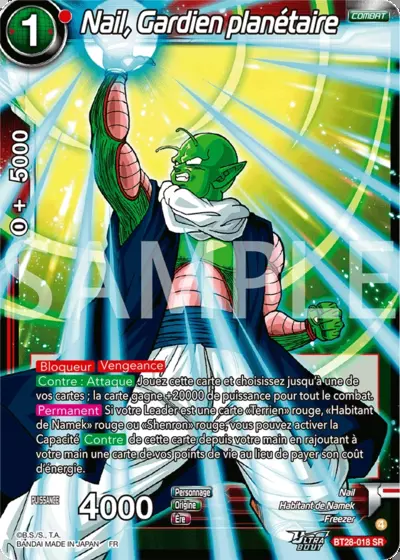 1
Nail, Gardien planétaire
COMBAT
0 + 5000
SAMPLE
Bloqueur Vengeance
Contre : Attaque Jouez cette carte et choisissez jusqu'à une de
vos cartes ; la carte gagne +20000 de puissance pour tout le combat.
Permanent Si votre Leader est une carte «Terrien» rouge, «Habitant
de Namek» rouge ou «Shenron» rouge, vous pouvez activer la
Capacité Contre de cette carte depuis votre main en rajoutant à
votre main une carte de vos points de vie au lieu de payer son coût
d'énergie.
PUISSANCE
4000
Personnage Nail
Origine Habitant de Namek
Ère Freezer
4
©B.S./S., T.A.
BANDAI MADE IN JAPAN FR
ULTRA
BOUT
BT28-018 SR